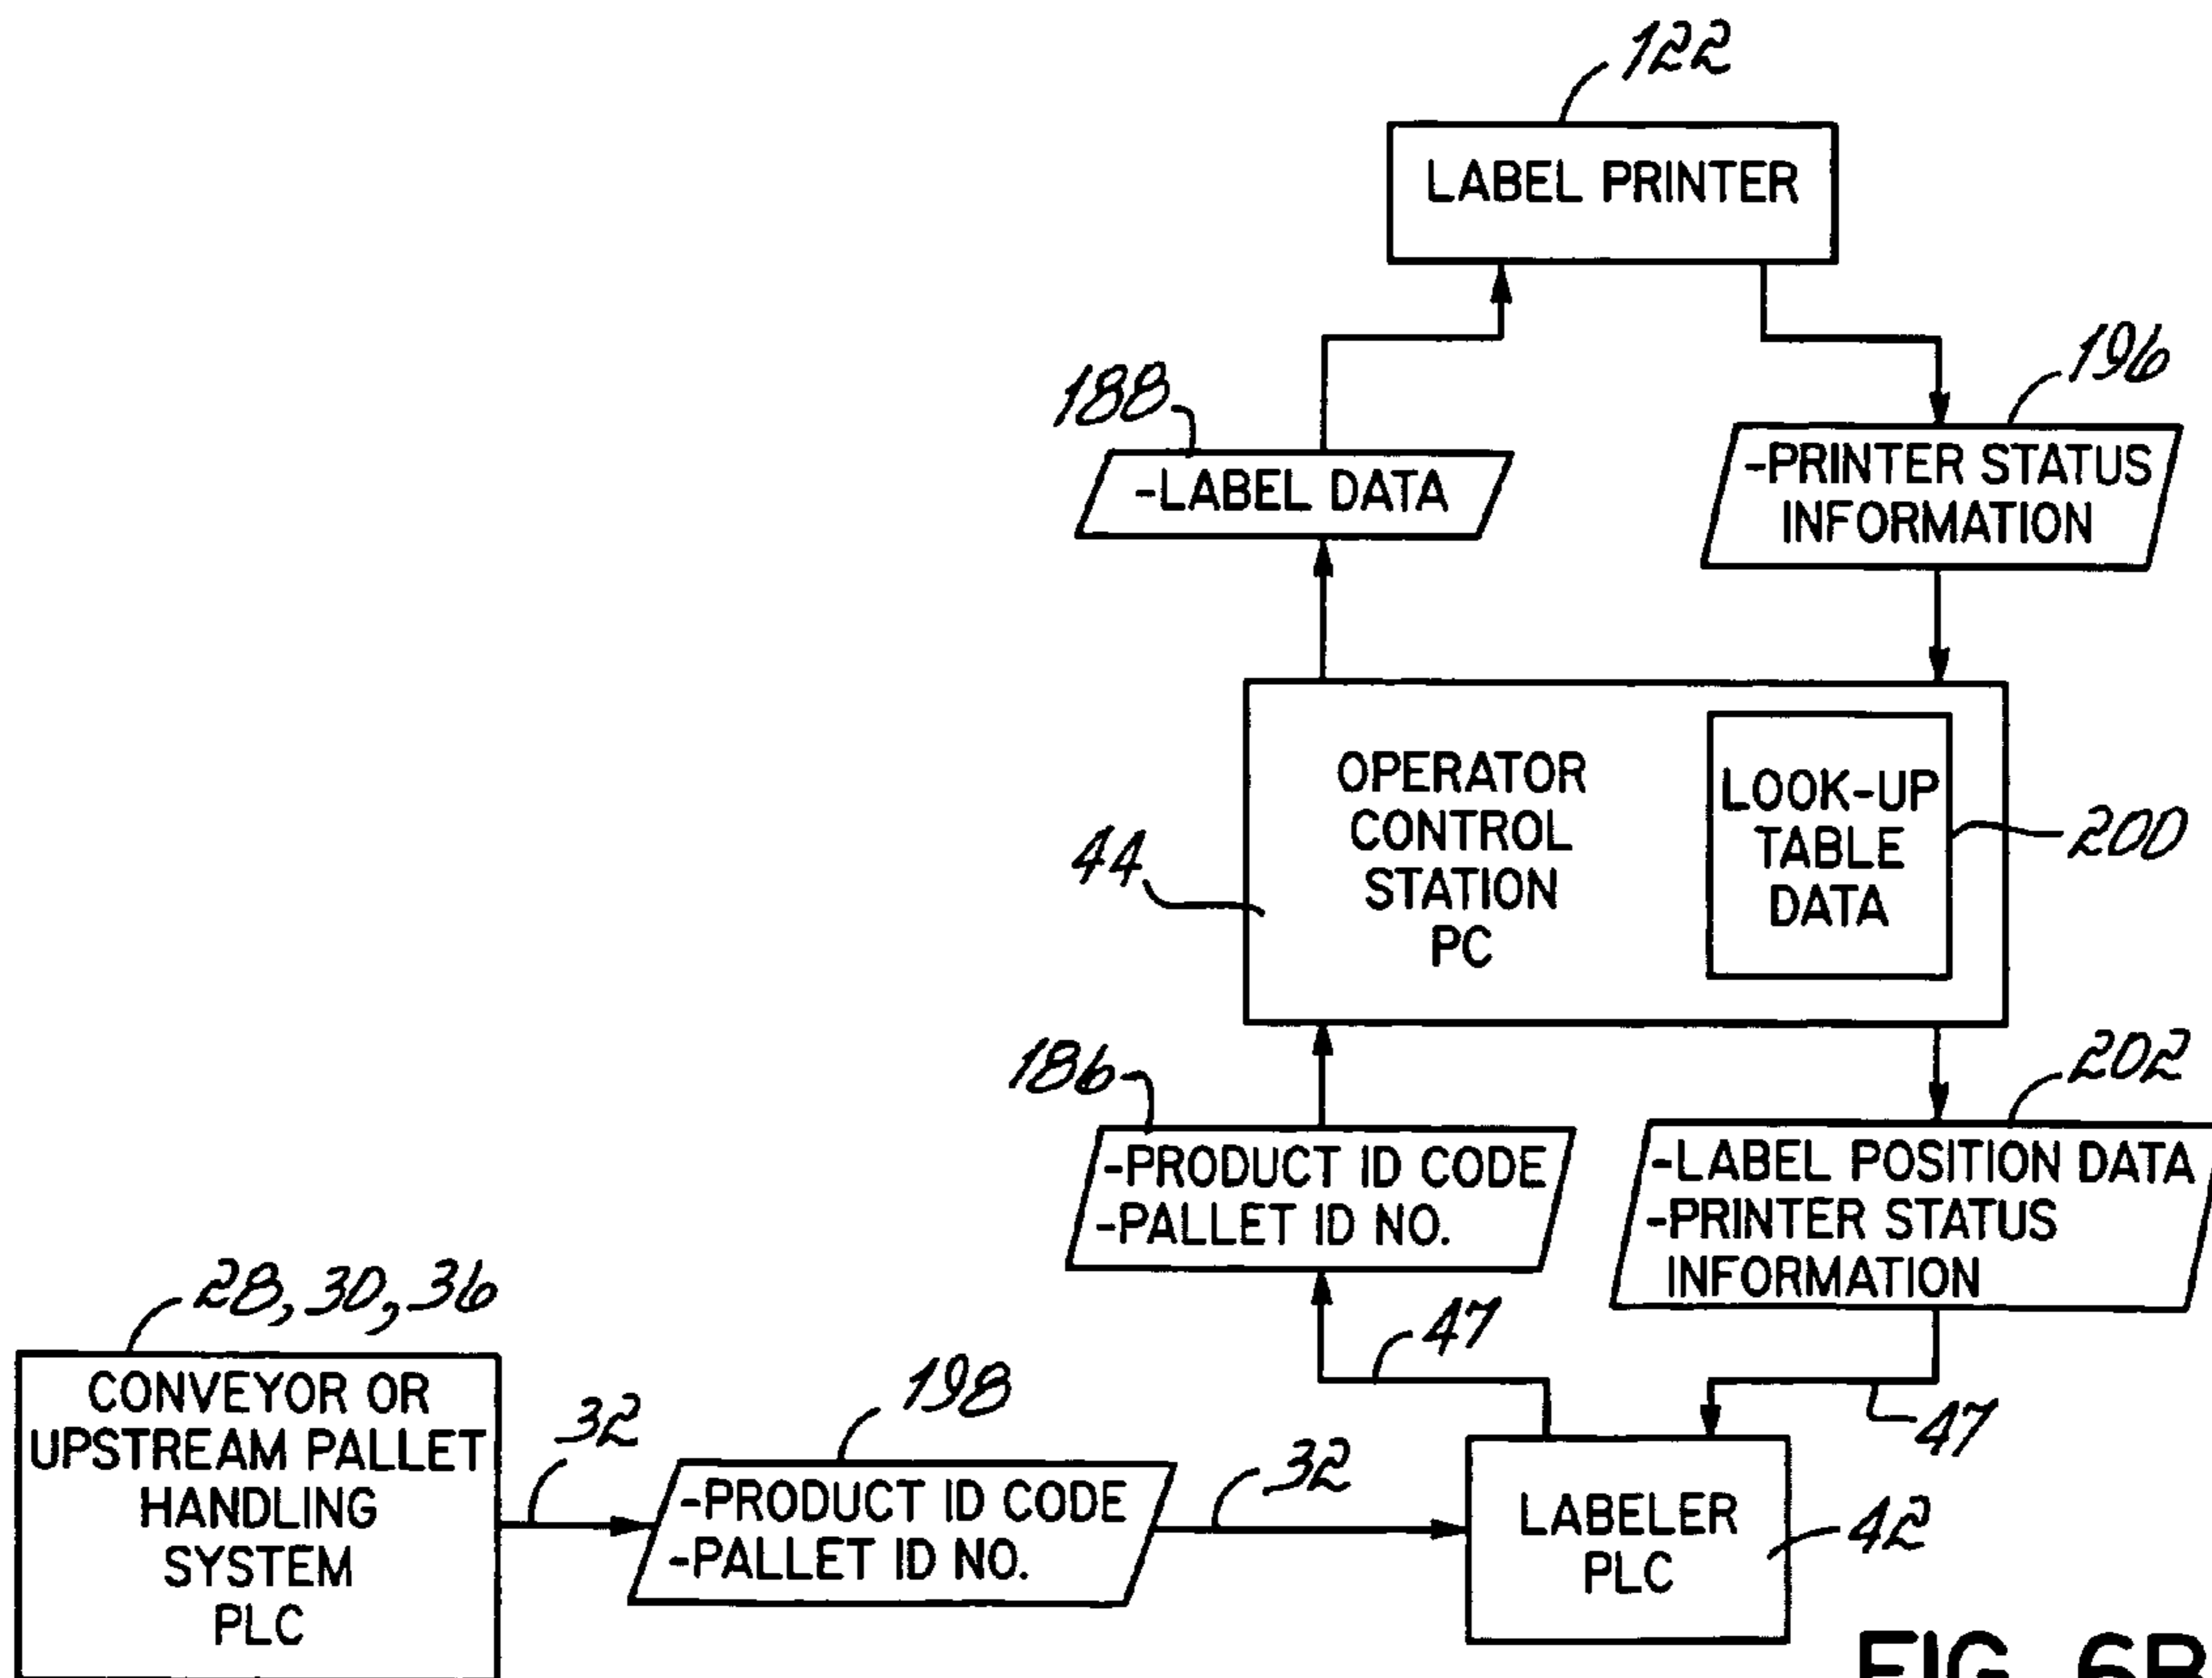 122
LABEL PRINTER
188
196
-LABEL DATA
-PRINTER STATUS
INFORMATION
OPERATOR
CONTROL
STATION
PC
LOOK-UP
TABLE
DATA
44
200
186
202
-PRODUCT ID CODE
-PALLET ID NO.
-LABEL POSITION DATA
-PRINTER STATUS
INFORMATION
28, 30, 36
47
47
CONVEYOR OR
UPSTREAM PALLET
HANDLING
SYSTEM
PLC
32
198
-PRODUCT ID CODE
-PALLET ID NO.
32
LABELER
PLC
42
FIG. 6B